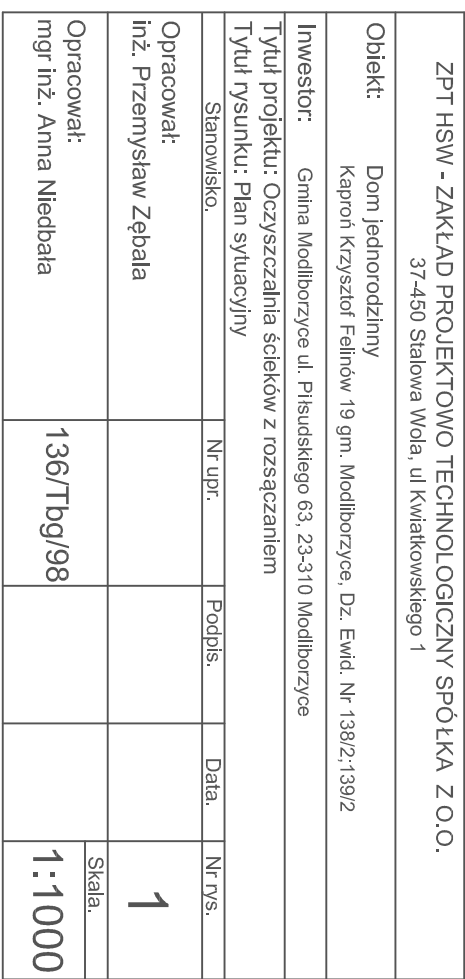 ZPT HSW - ZAKŁAD PROJEKTOWO TECHNOLOGICZNY SPÓŁKA Z O.O.
37-450 Stalowa Wola, ul Kwiatkowskiego 1
Obiekt: Dom jednorodzinny
Kaproń Krzysztof Felinów 19 gm. Modliborzyce, Dz. Ewid. Nr 138/2;139/2
Inwestor: Gmina Modliborzyce ul. Piłsudskiego 63, 23-310 Modliborzyce
Tytuł projektu: Oczyszczalnia ścieków z rozsączaniem
Tytuł rysunku: Plan sytuacyjny
Stanowisko. Nr upr. Podpis. Data. Nr rys.
Opracował:
inż. Przemysław Zębala
1
Skala.
Opracował:
mgr inż. Anna Niedbała
136/Tbg/98
1:1000